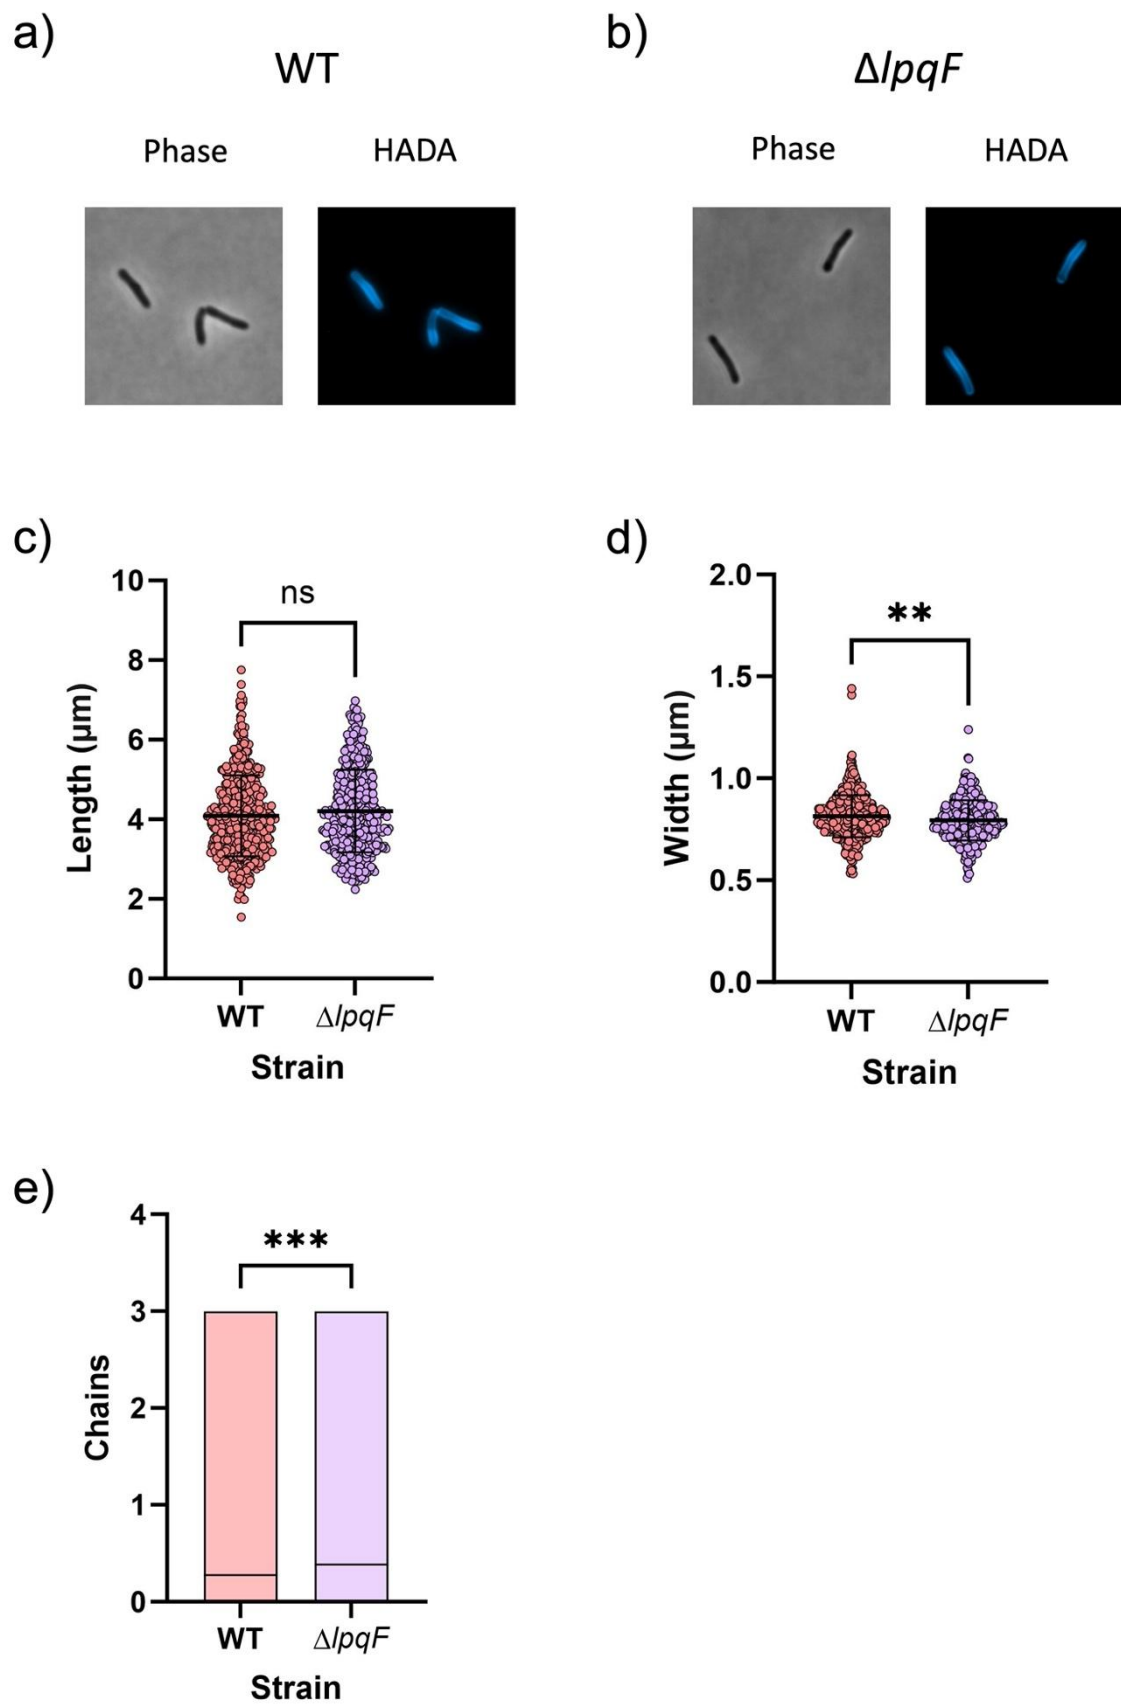 a)
WT
Phase HADA
b)
ΔlpqF
Phase HADA
c)
10
8
6
4
2
0
Length (µm)
ns
WT ΔlpqF
Strain
d)
2.0
1.5
1.0
0.5
0.0
Width (µm)
**
WT ΔlpqF
Strain
e)
4
3
2
1
0
Chains
***
WT ΔlpqF
Strain